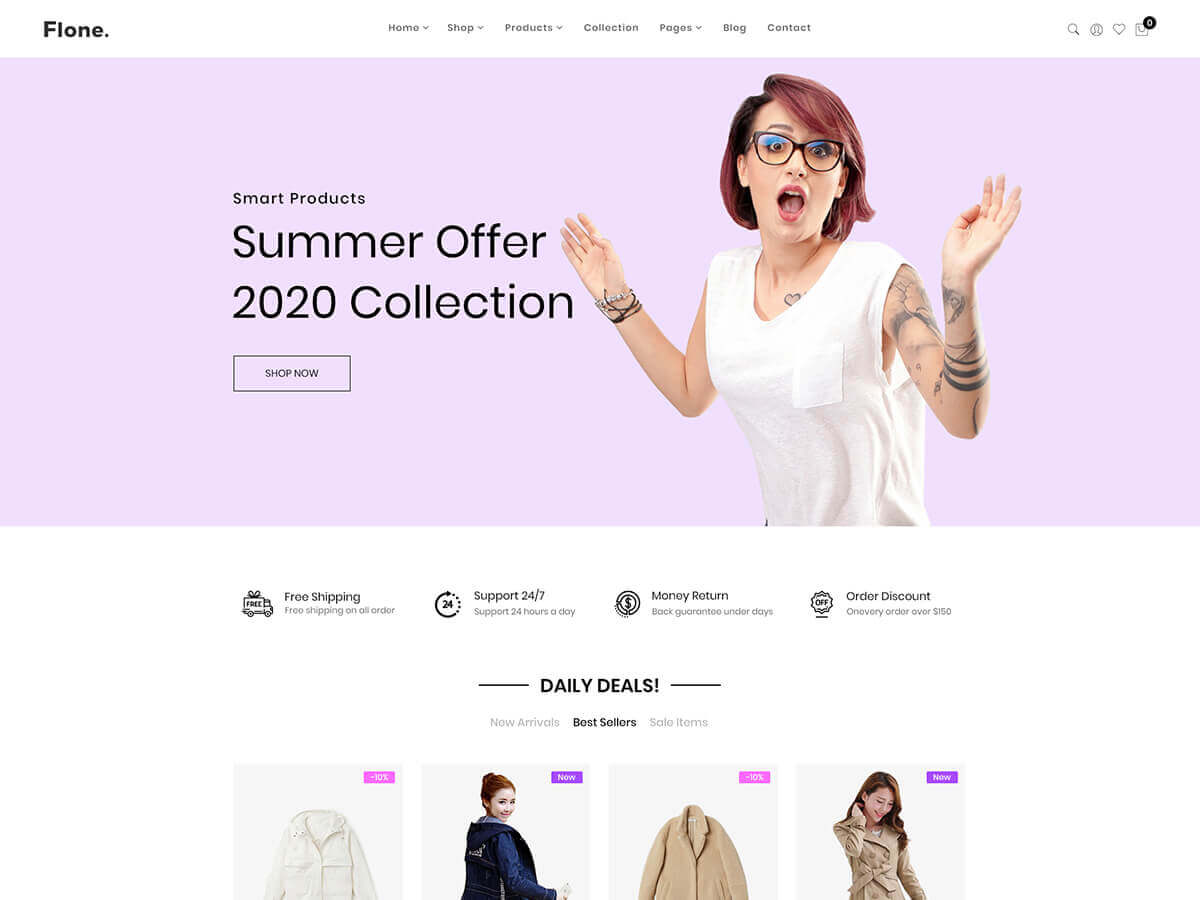 Flone.
Home
Shop
Products
Collection
Pages
Blog
Contact
0
Smart Products
Summer Offer
2020 Collection
SHOP NOW
FREE
Free Shipping
Free shipping on all order
24
Support 24/7
Support 24 hours a day
$
Money Return
Back guarantee under days
OFF
Order Discount
Onevery order over $150
DAILY DEALS!
New Arrivals
Best Sellers
Sale Items
-10%
New
-10%
New